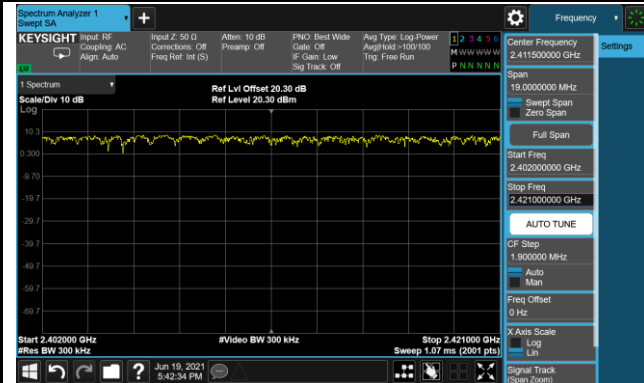 Spectrum Analyzer 1
Swept SA
Frequency
KEYSIGHT
Input: RF
Coupling: AC
Align: Auto
Input Z: 50 Ω
Corrections: Off
Freq Ref: Int (S)
Atten: 10 dB
Preamp: Off
PNO: Best Wide
Gate: Off
IF Gain: Low
Sig Track: Off
Avg Type: Log-Power
Avg|Hold:>100/100
Trig: Free Run
1 2 3 4 5 6
M W W W W W
P N N N N N
1 Spectrum
Scale/Div 10 dB
Log
Ref Lvl Offset 20.30 dB
Ref Level 20.30 dBm
10.3
0.300
-9.70
-19.7
-29.7
-39.7
-49.7
-59.7
-69.7
Start 2.402000 GHz
#Res BW 300 kHz
#Video BW 300 kHz
Stop 2.421000 GHz
Sweep 1.07 ms (2001 pts)
Jun 19, 2021
5:42:34 PM
Center Frequency
2.411500000 GHz
Settings
Span
19.0000000 MHz
Swept Span
Zero Span
Full Span
Start Freq
2.402000000 GHz
Stop Freq
2.421000000 GHz
AUTO TUNE
CF Step
1.900000 MHz
Auto
Man
Freq Offset
0 Hz
X Axis Scale
Log
Lin
Signal Track
(Span Zoom)